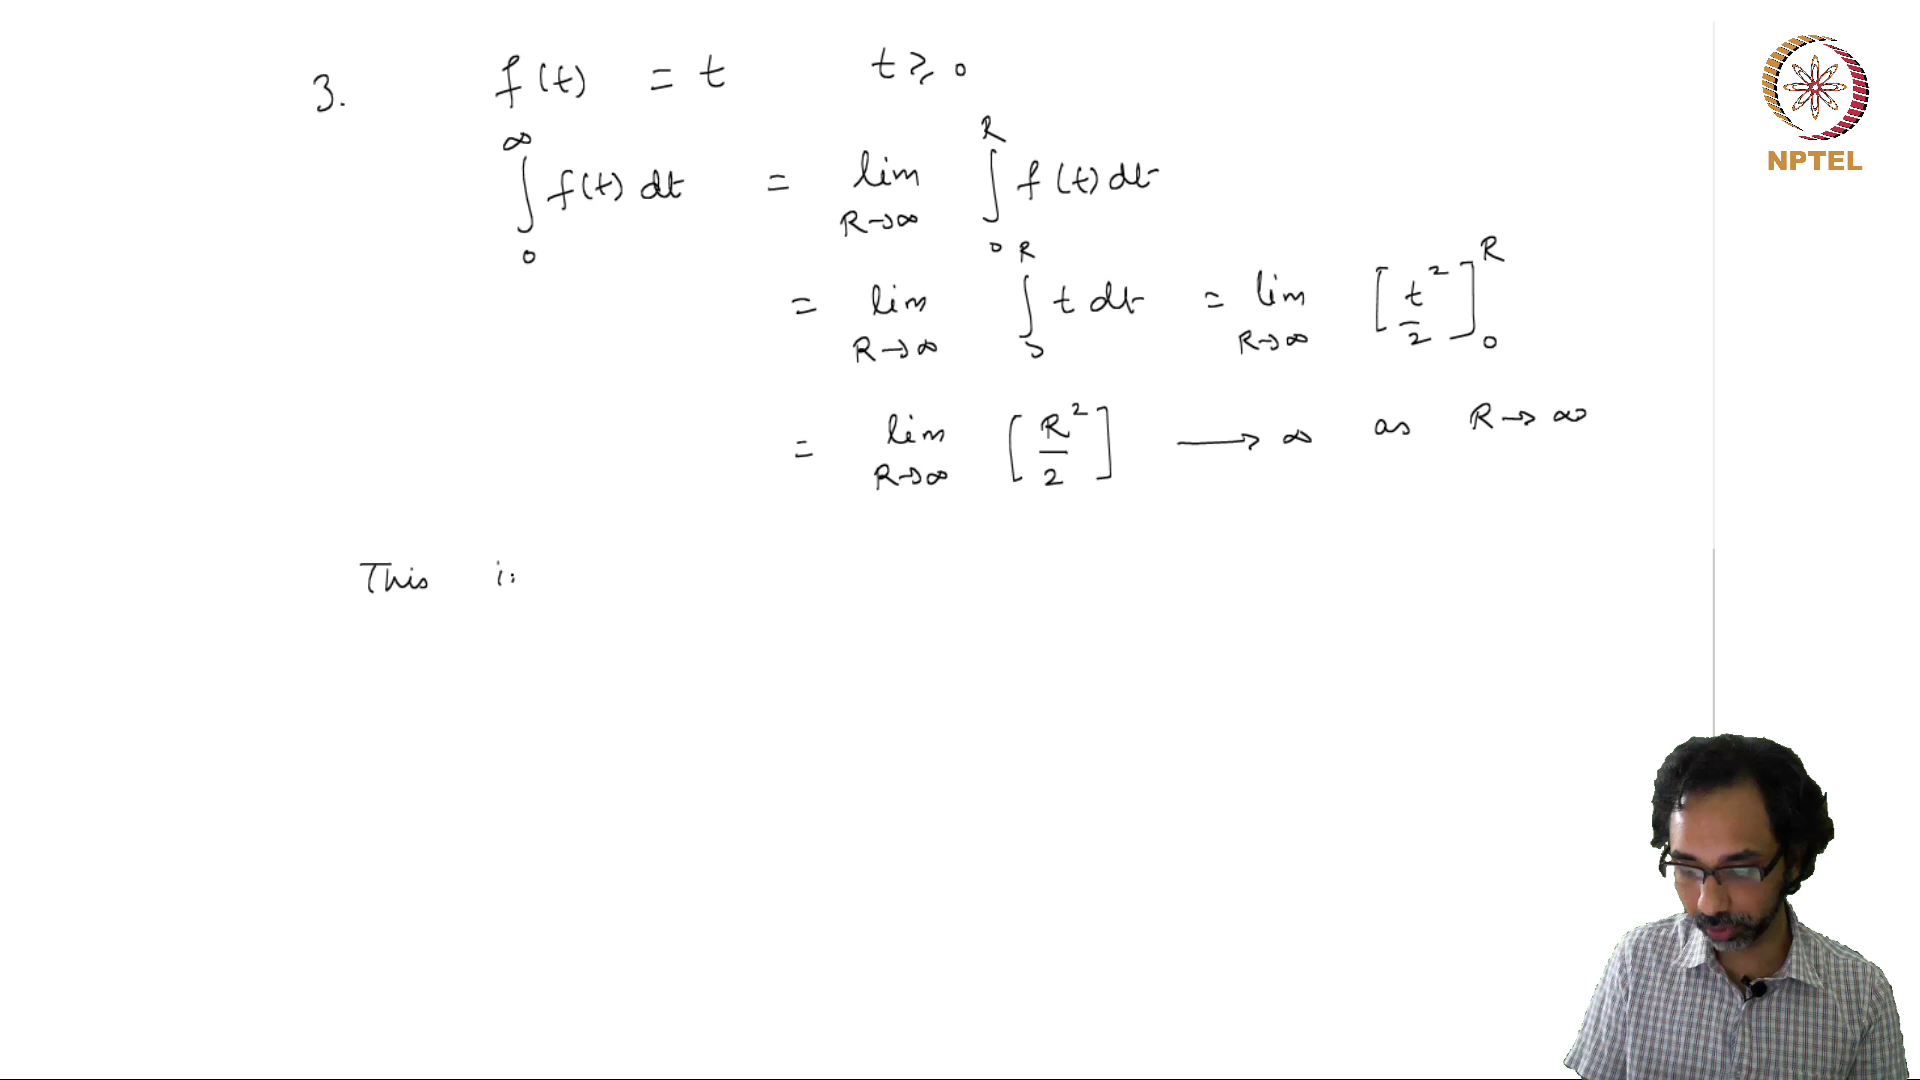 3. f(t) = t t ⩾ 0
∞
∫ f(t) dt = lim ∫ f(t) dt
0 R→∞ 0 R
= lim ∫ t dt = lim [t²/2] R 0
R→∞ 0 R→∞
= lim [R²/2] ⟶ ∞ as R→∞
R→∞
This is
NPTEL